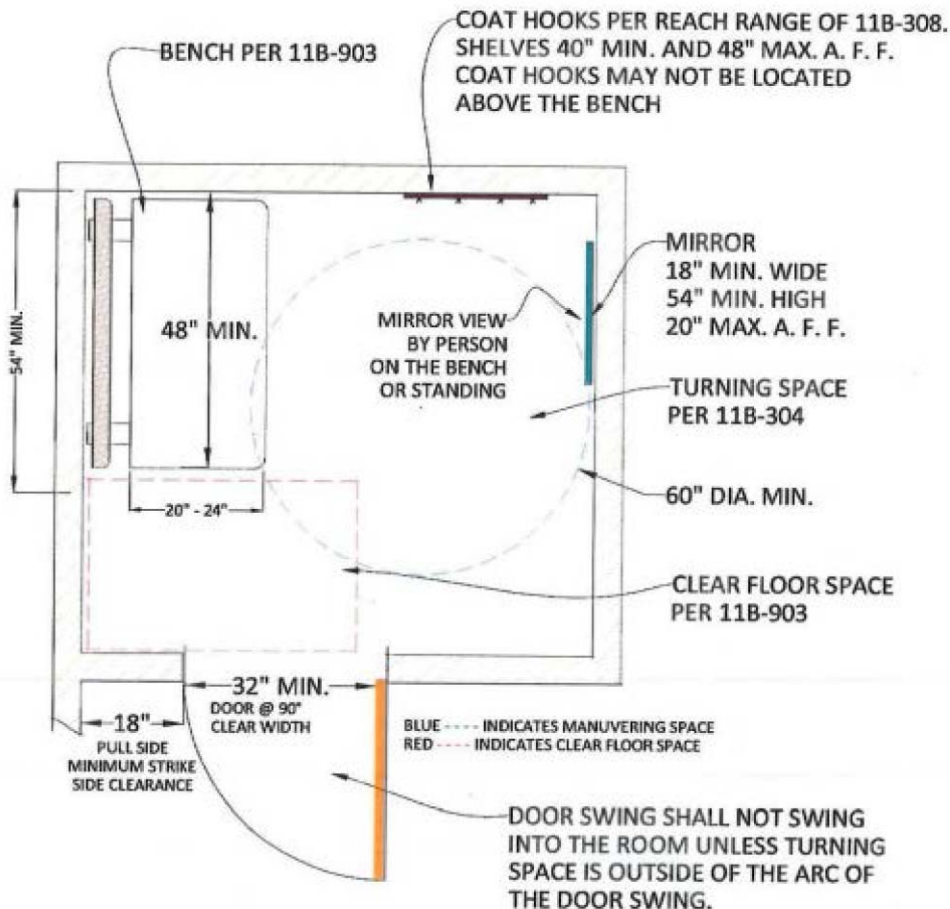 COAT HOOKS PER REACH RANGE OF 11B-308.
SHELVES 40" MIN. AND 48" MAX. A. F. F.
COAT HOOKS MAY NOT BE LOCATED
ABOVE THE BENCH
BENCH PER 11B-903
54" MIN.
48" MIN.
20" - 24"
MIRROR VIEW
BY PERSON
ON THE BENCH
OR STANDING
MIRROR
18" MIN. WIDE
54" MIN. HIGH
20" MAX. A. F. F.
TURNING SPACE
PER 11B-304
60" DIA. MIN.
CLEAR FLOOR SPACE
PER 11B-903
32" MIN.
DOOR @ 90°
CLEAR WIDTH
18"
PULL SIDE
MINIMUM STRIKE
SIDE CLEARANCE
BLUE ---- INDICATES MANUVERING SPACE
RED ---- INDICATES CLEAR FLOOR SPACE
DOOR SWING SHALL NOT SWING
INTO THE ROOM UNLESS TURNING
SPACE IS OUTSIDE OF THE ARC OF
THE DOOR SWING.